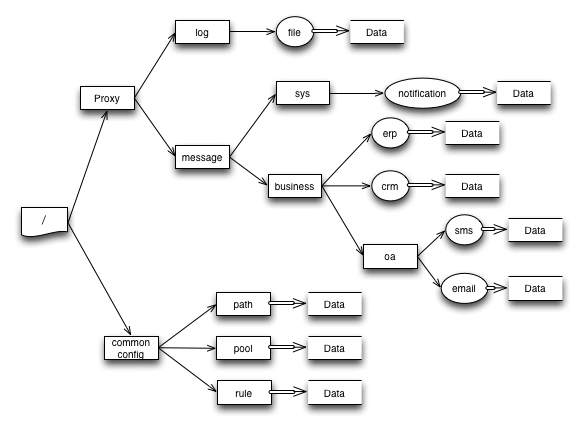 log
file
Data
Proxy
sys
notification
Data
message
erp
Data
business
crm
Data
/
sms
Data
oa
email
Data
path
Data
common
config
pool
Data
rule
Data